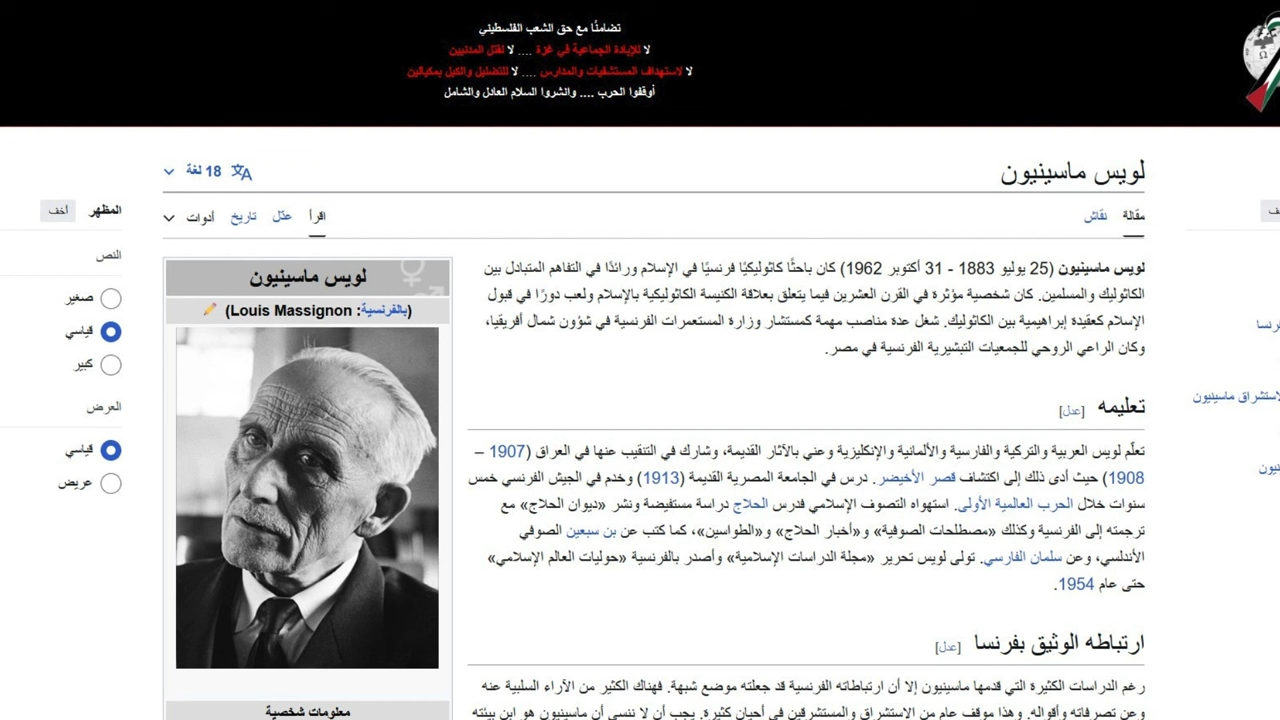 تضامنًا مع حق الشعب الفلسطيني
لا للإبادة الجماعية في غزة .... لا لقتل المدنيين
لا لاستهداف المستشفيات والمدارس .... لا للتضليل والكيل بمكيالين
أوقفوا الحرب .... وانشروا السلام العادل والشامل
لويس ماسينيون
18 لغة
مقالة نقاش
اقرأ عدّل تاريخ أدوات
لويس ماسينيون (25 يوليو 1883 - 31 أكتوبر 1962) كان باحثًا كاثوليكيًا فرنسيًا في الإسلام ورائدًا في التفاهم المتبادل بين
الكاثوليك والمسلمين. كان شخصية مؤثرة في القرن العشرين فيما يتعلق بعلاقة الكنيسة الكاثوليكية بالإسلام ولعب دورًا في قبول
الإسلام كعقيدة إبراهيمية بين الكاثوليك. شغل عدة مناصب مهمة كمستشار وزارة المستعمرات الفرنسية في شؤون شمال أفريقيا،
وكان الراعي الروحي للجمعيات التبشيرية الفرنسية في مصر.
تعليمه [عدل]
تعلّم لويس العربية والتركية والفارسية والألمانية والإنكليزية وعني بالآثار القديمة، وشارك في التنقيب عنها في العراق (1907 –
1908) حيث أدى ذلك إلى اكتشاف قصر الأخيضر. درس في الجامعة المصرية القديمة (1913) وخدم في الجيش الفرنسي خمس
سنوات خلال الحرب العالمية الأولى. استهواه التصوف الإسلامي فدرس الحلاج دراسة مستفيضة ونشر «ديوان الحلاج» مع
ترجمته إلى الفرنسية وكذلك «مصطلحات الصوفية» و«أخبار الحلاج» و«الطواسين»، كما كتب عن بن سبعين الصوفي
الأندلسي، وعن سلمان الفارسي. تولى لويس تحرير «مجلة الدراسات الإسلامية» وأصدر بالفرنسية «حوليات العالم الإسلامي»
حتى عام 1954.
ارتباطه الوثيق بفرنسا [عدل]
رغم الدراسات الكثيرة التي قدمها ماسينيون إلا أن ارتباطاته الفرنسية قد جعلته موضع شبهة. فهناك الكثير من الآراء السلبية عنه
وعن تصرفاته وأقواله. وهذا موقف عام من الاستشراق والمستشرقين في أحيان كثيرة. يجب أن لا ننسى أن ماسينيون هو ابن بيئته
لويس ماسينيون
(بالفرنسية: Louis Massignon)
معلومات شخصية
المظهر أخف
النص
صغير
قياسي
كبير
العرض
قياسي
عريض
ماسينيون